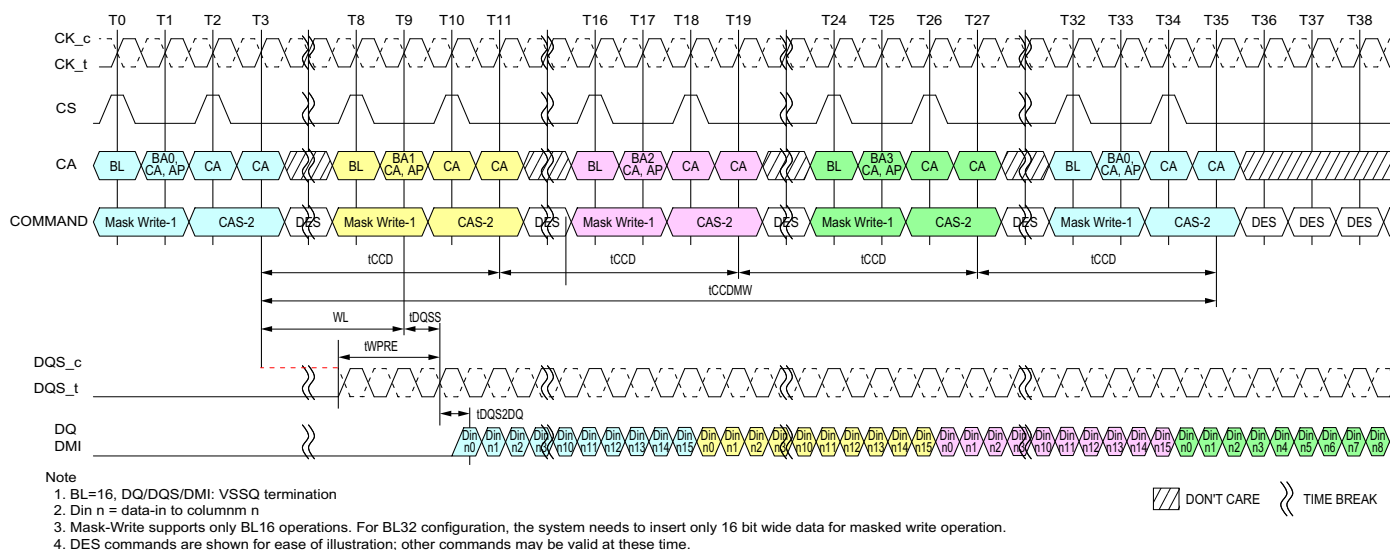 T0 T1 T2 T3 T8 T9 T10 T11 T16 T17 T18 T19 T24 T25 T26 T27 T32 T33 T34 T35 T36 T37 T38
CK_c
CK_t
CS
CA BL BA0, CA, AP CA CA BL BA1 CA, AP CA CA BL BA2 CA, AP CA CA BL BA3 CA, AP CA CA BL BA0, CA, AP CA CA
COMMAND Mask Write-1 CAS-2 DES Mask Write-1 CAS-2 DES Mask Write-1 CAS-2 DES Mask Write-1 CAS-2 DES Mask Write-1 CAS-2 DES DES DES
tCCD tCCD tCCD tCCD
tCCDMW
WL tDQSS
tWPRE
DQS_c
DQS_t
tDQS2DQ
DQ Din Din Din Din Din Din Din Din Din Din Din Din Din Din Din Din Din Din Din Din Din Din Din Din Din Din Din Din Din Din Din Din Din Din Din Din Din Din Din
DMI n0 n1 n2 n3 n10 n11 n12 n13 n14 n15 n0 n1 n2 n3 n10 n11 n12 n13 n14 n15 n0 n1 n2 n3 n10 n11 n12 n13 n14 n15 n0 n1 n2 n3 n4 n5 n6 n7 n8
Note
1. BL=16, DQ/DQS/DMI: VSSQ termination
2. Din n = data-in to columnm n
3. Mask-Write supports only BL16 operations. For BL32 configuration, the system needs to insert only 16 bit wide data for masked write operation.
4. DES commands are shown for ease of illustration; other commands may be valid at these time.
DON'T CARE TIME BREAK